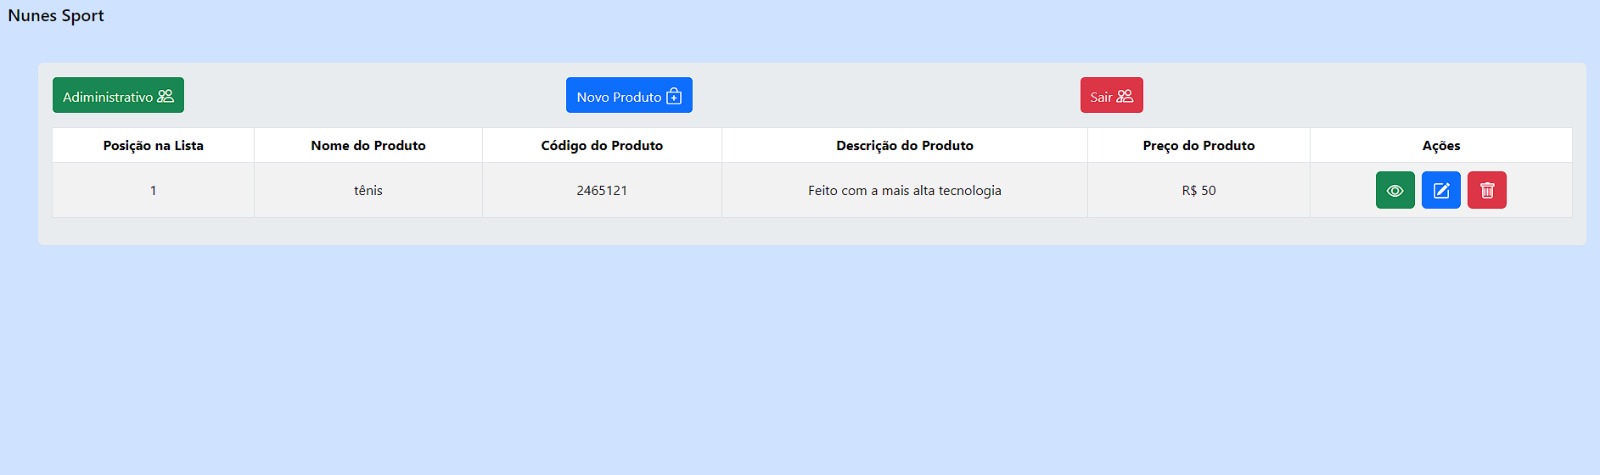 Nunes Sport
Adiministrativo
Novo Produto
Sair
Posição na Lista
Nome do Produto
Código do Produto
Descrição do Produto
Preço do Produto
Ações
1
tênis
2465121
Feito com a mais alta tecnologia
R$ 50